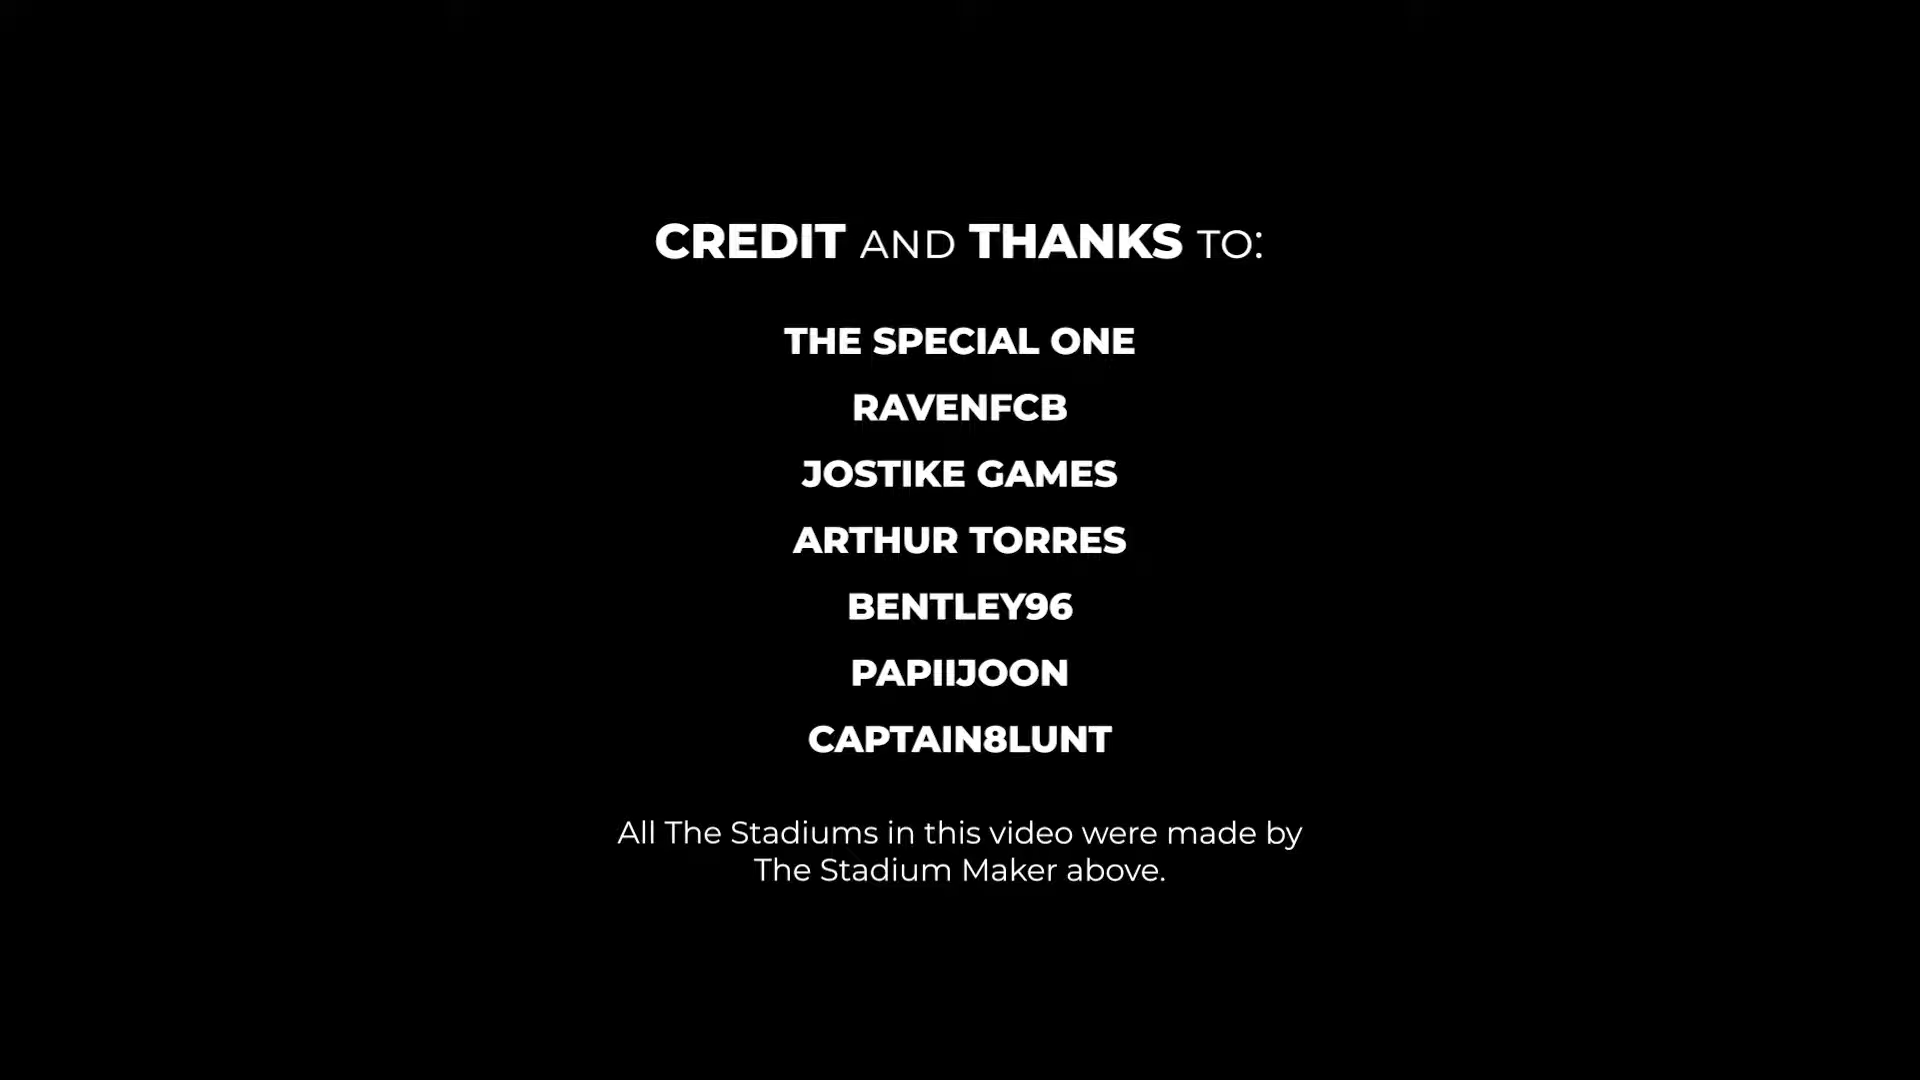 CREDIT AND THANKS TO:
THE SPECIAL ONE
RAVENFCB
JOSTIKE GAMES
ARTHUR TORRES
BENTLEY96
PAPIIJOON
CAPTAIN8LUNT
All The Stadiums in this video were made by
The Stadium Maker above.